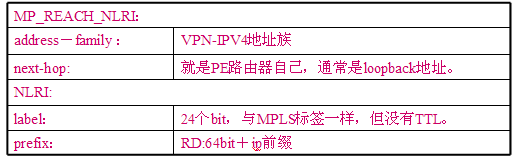 MP_REACH_NLRI：
address－family： VPN-IPV4地址族
next-hop: 就是PE路由器自己，通常是loopback地址。
NLRI:
label: 24个bit，与MPLS标签一样，但没有TTL。
prefix: RD:64bit＋ip前缀